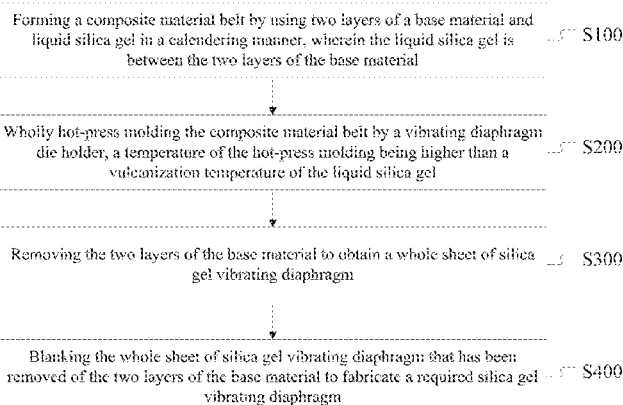 Forming a composite material belt by using two layers of a base material and
liquid silica gel in a calendering manner, wherein the liquid silica gel is
between the two layers of the base material
S100
Wholly hot-press molding the composite material belt by a vibrating diaphragm
die holder, a temperature of the hot-press molding being higher than a
vulcanization temperature of the liquid silica gel
S200
Removing the two layers of the base material to obtain a whole sheet of silica
gel vibrating diaphragm
S300
Blanking the whole sheet of silica gel vibrating diaphragm that has been
removed of the two layers of the base material to fabricate a required silica gel
vibrating diaphragm
S400